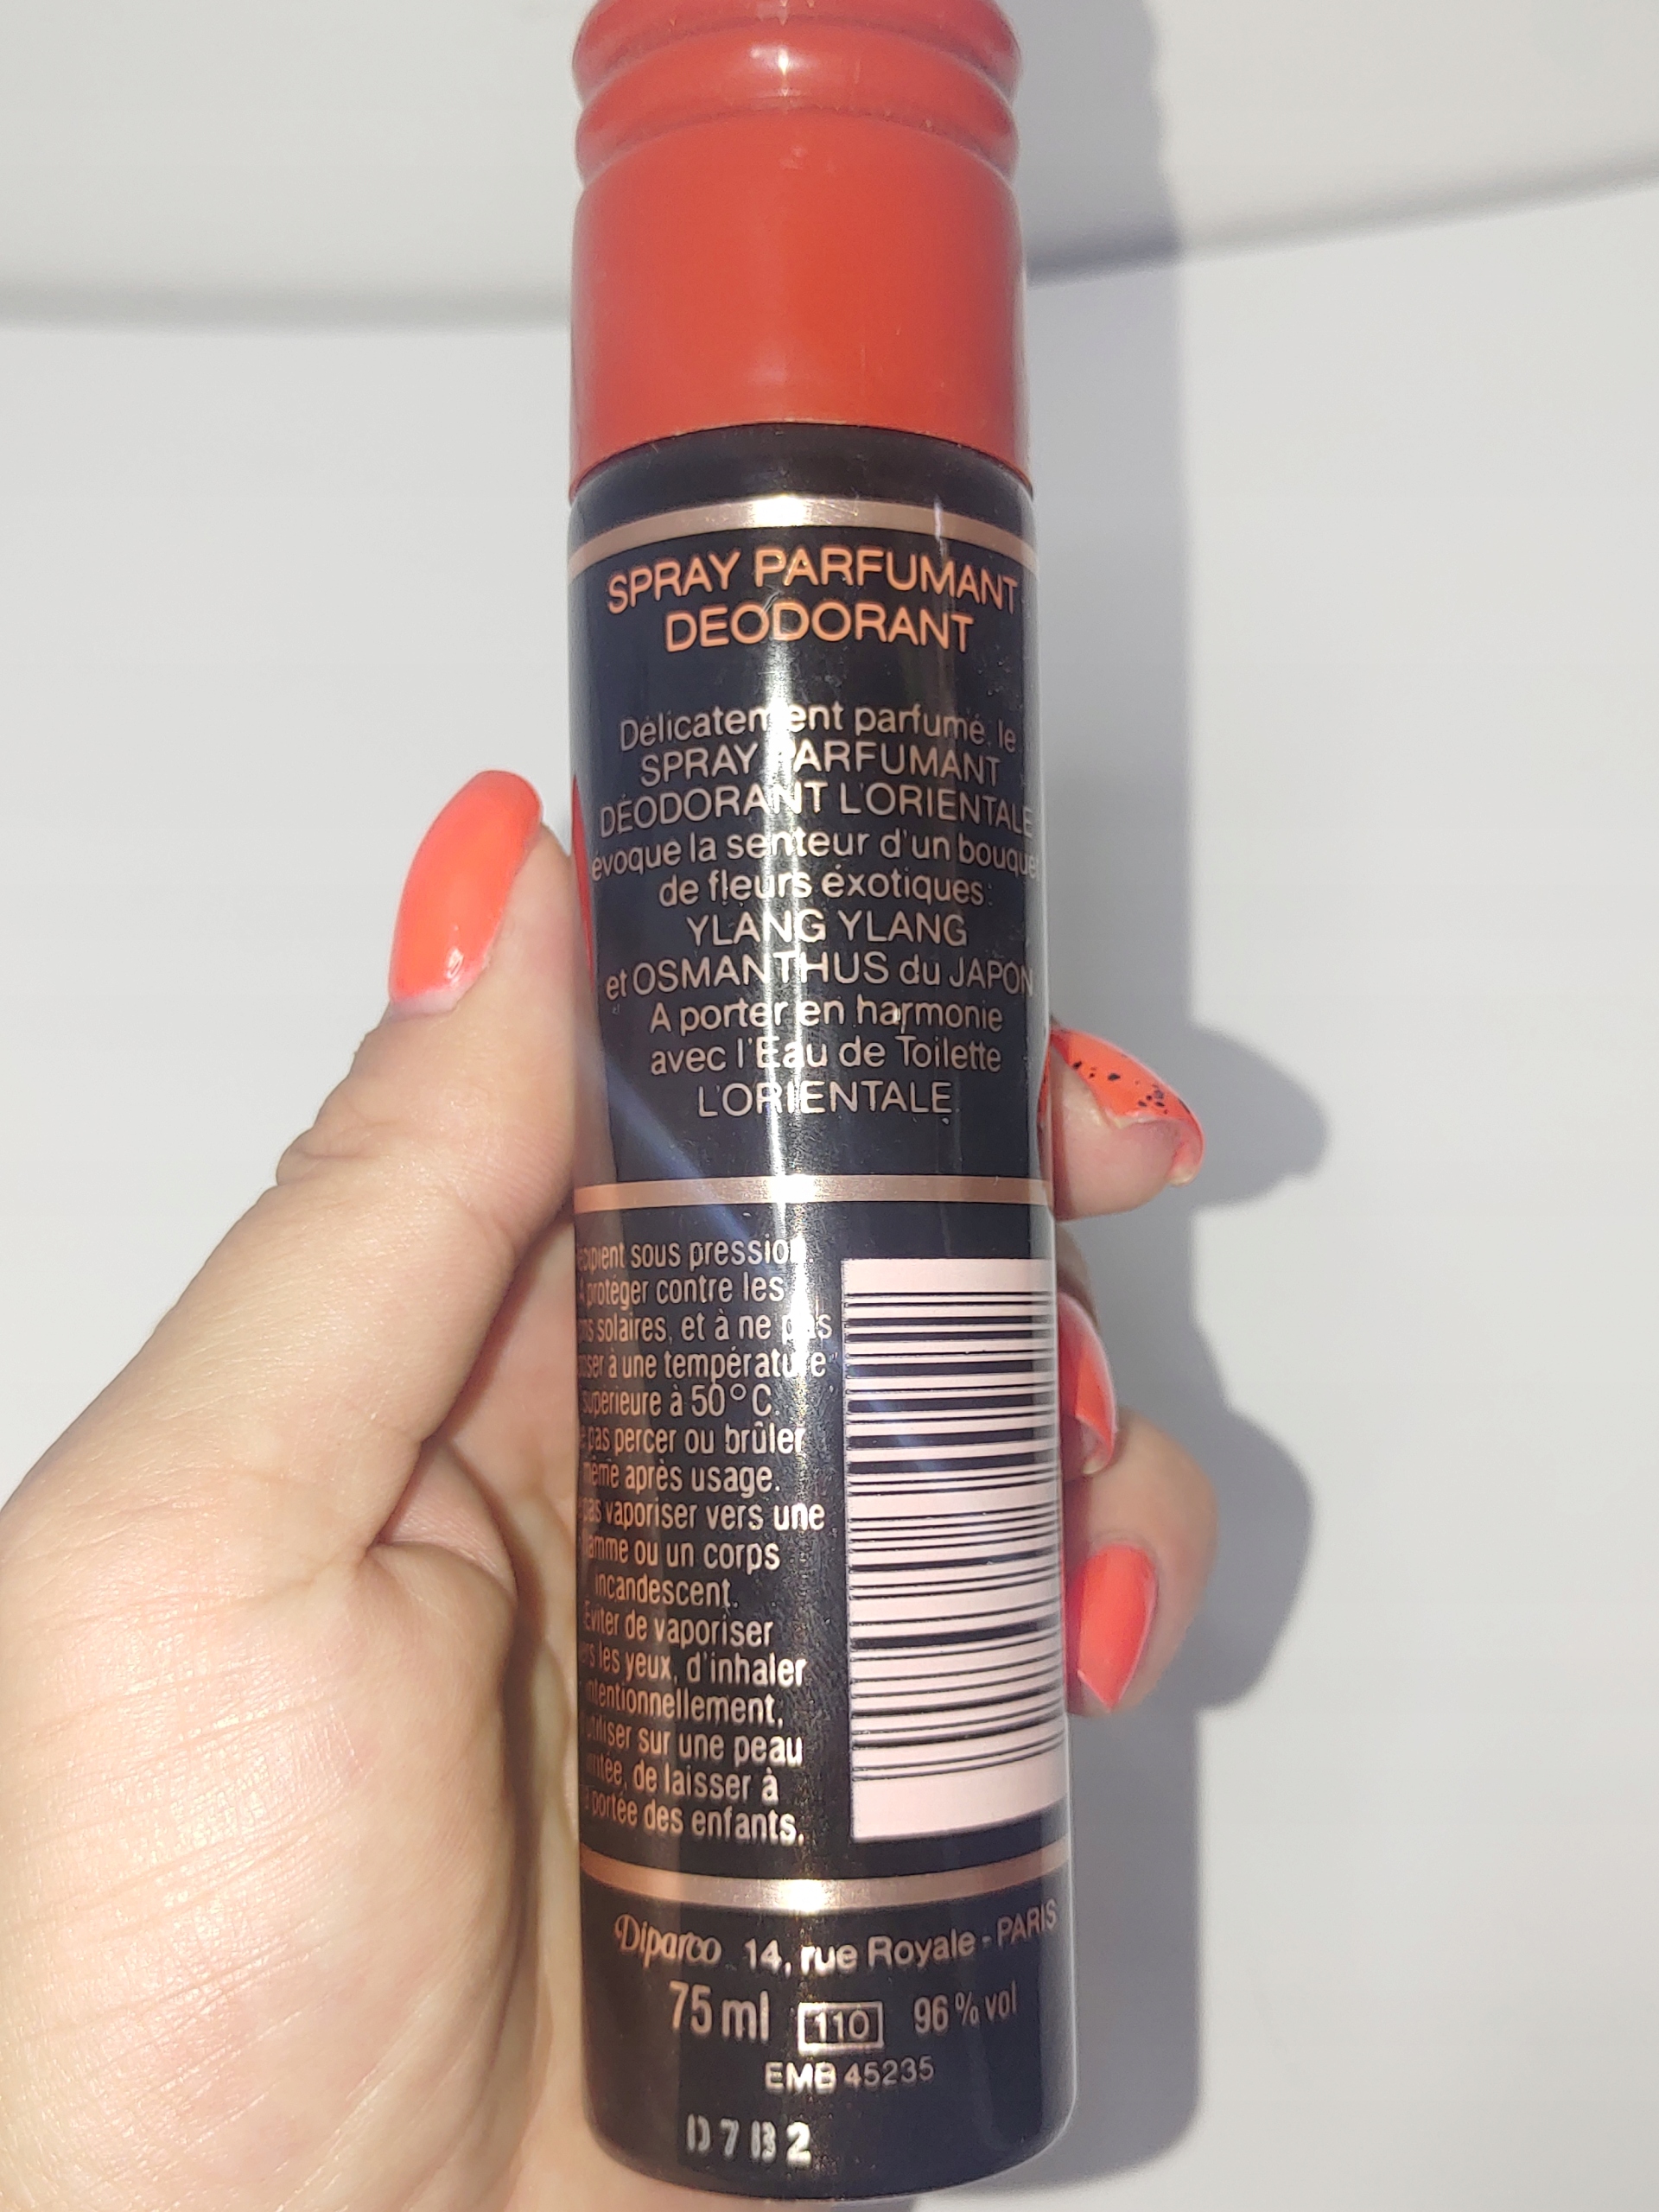 SPRAY PARFUMANT
DEODORANT
Délicatement parfumé, le
SPRAY PARFUMANT
DÉODORANT L'ORIENTALE
évoque la senteur d'un bouquet
de fleurs éxotiques:
YLANG YLANG
et OSMANTHUS du JAPON
A porter en harmonie
avec l'Eau de Toilette
L'ORIENTALE.
sous pression.
A protéger contre les
solaires, et à ne pas
à une température
supérieure à 50° C.
pas percer ou brûler
même après usage.
pas vaporiser vers une
ou un corps
incandescent.
Eviter de vaporiser
les yeux, d'inhaler
sur une peau
de laisser à
portée des enfants.
Diparco 14, rue Royale - PARIS
75 ml 110 96 % vol
EMB 45235